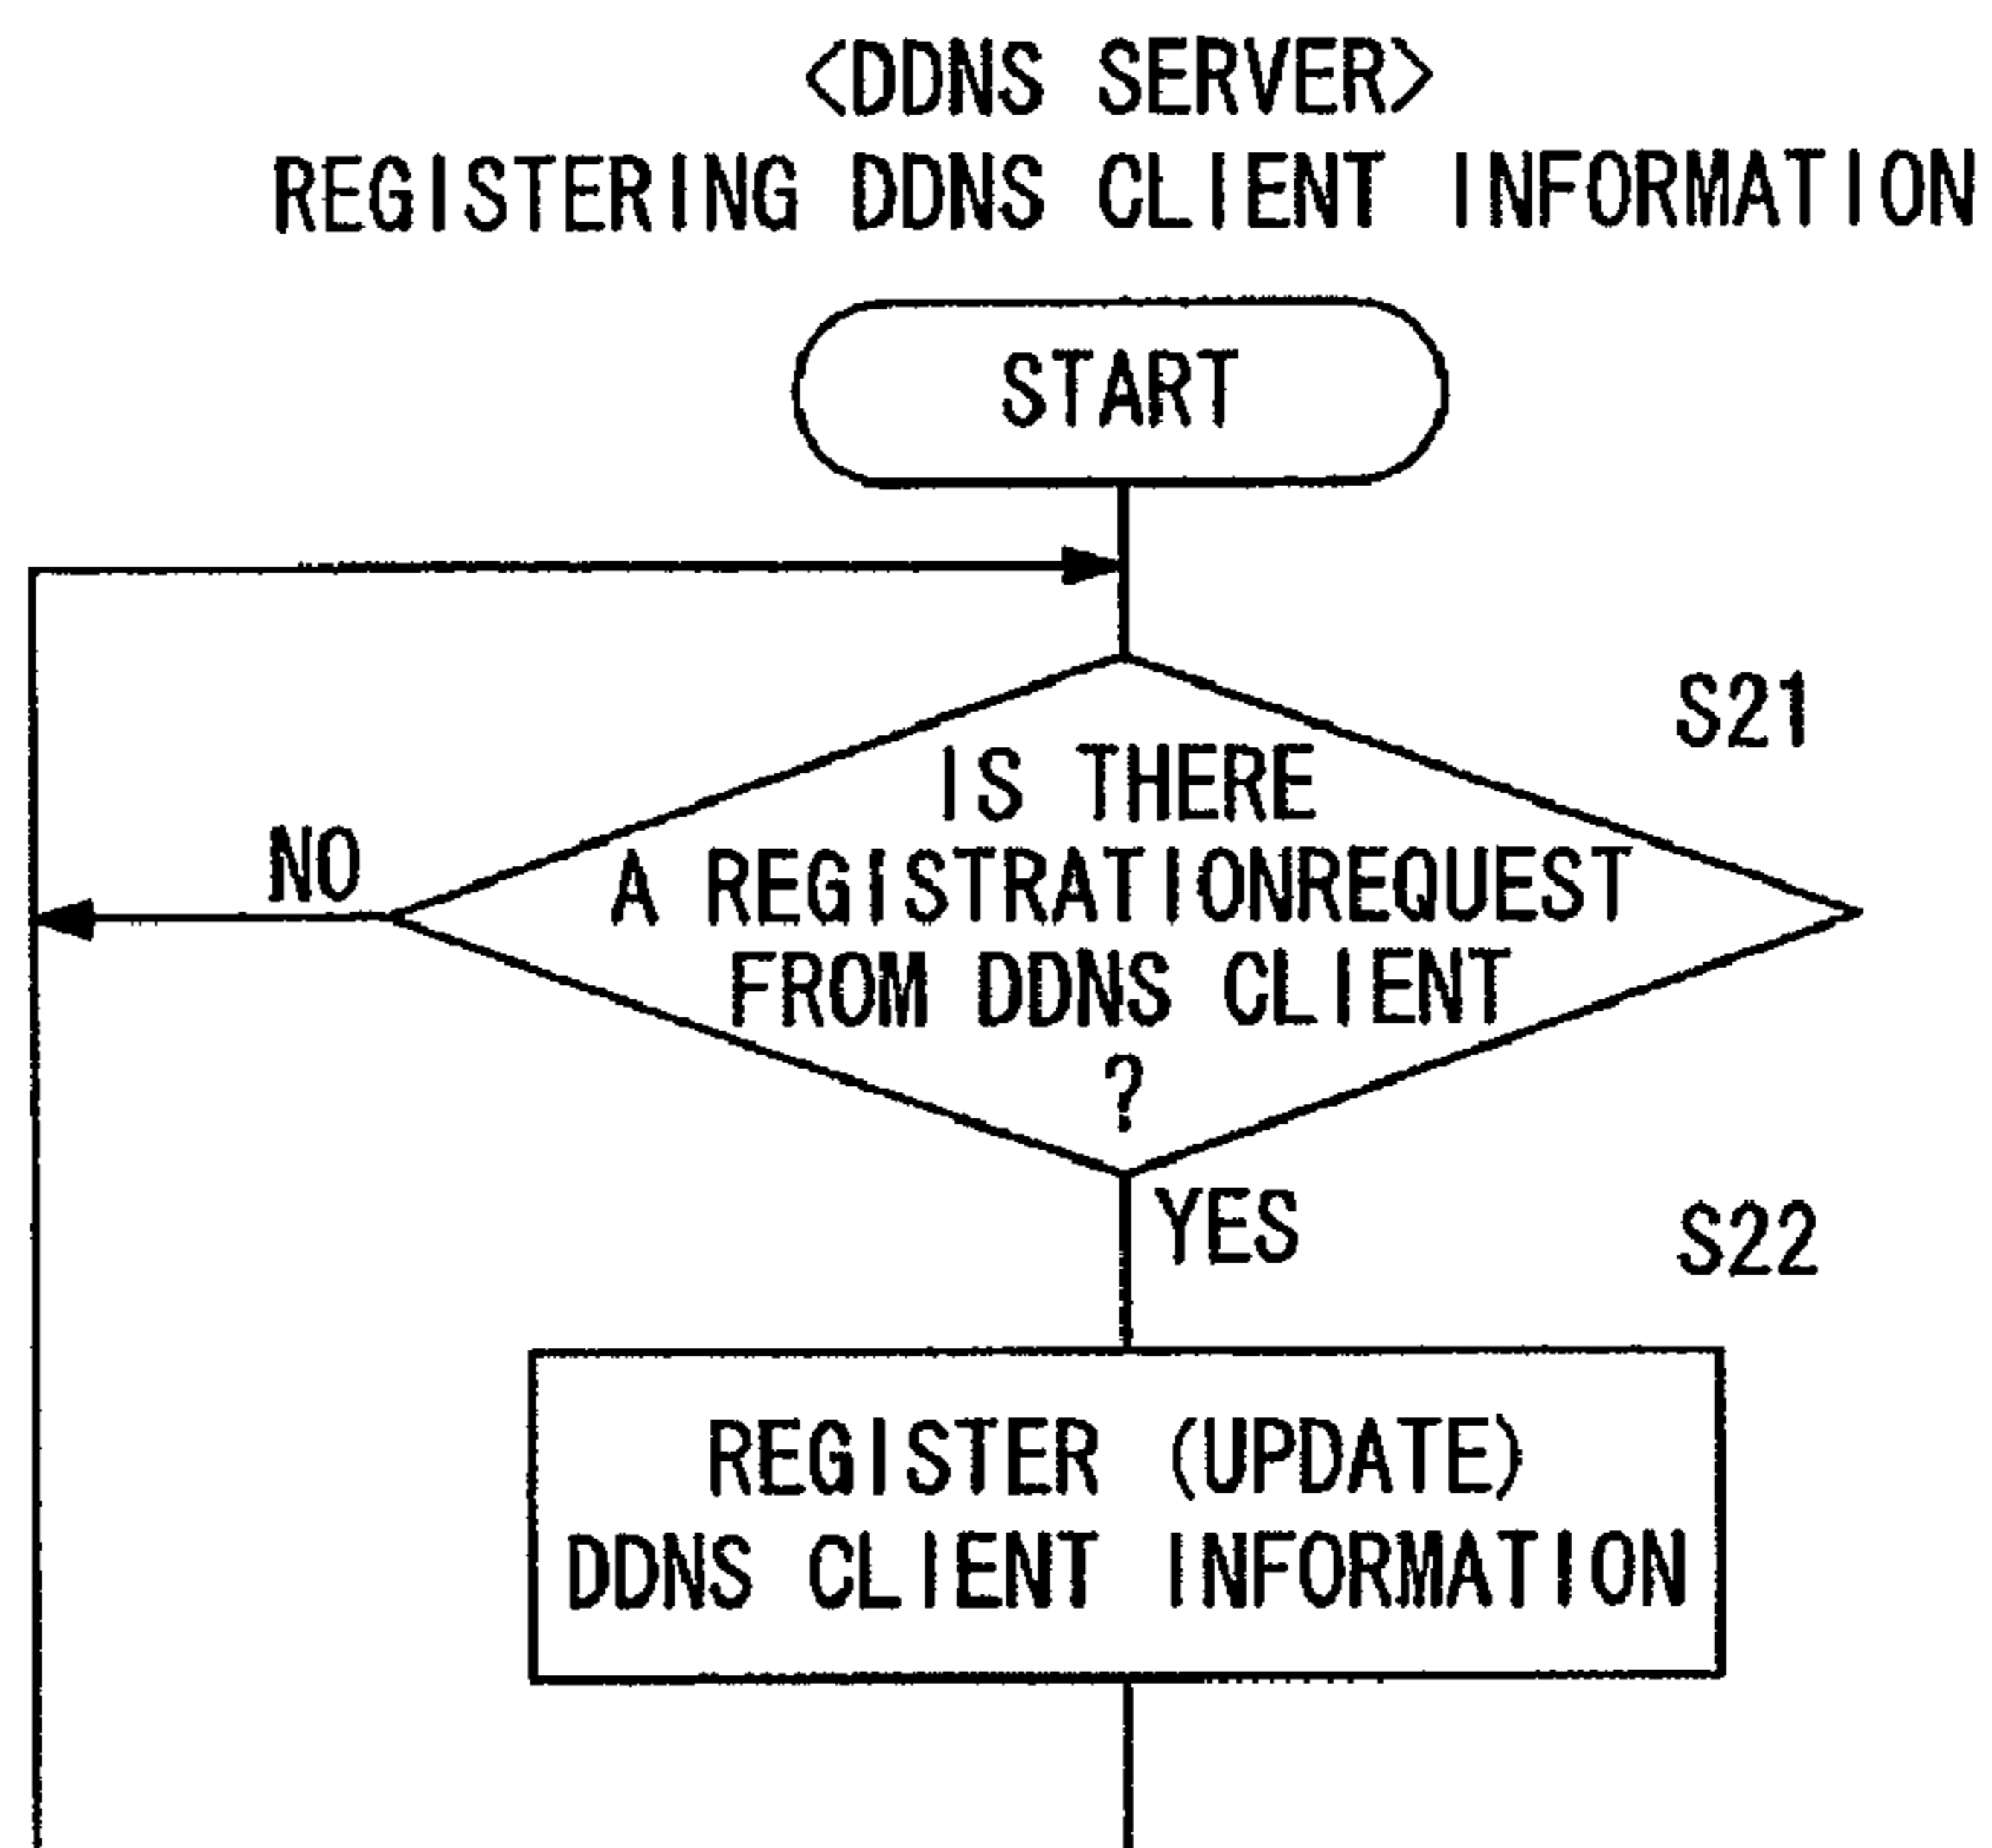 <DDNS SERVER>
REGISTERING DDNS CLIENT INFORMATION
START
S21
IS THERE
A REGISTRATIONREQUEST
FROM DDNS CLIENT
?
NO
YES
S22
REGISTER (UPDATE)
DDNS CLIENT INFORMATION